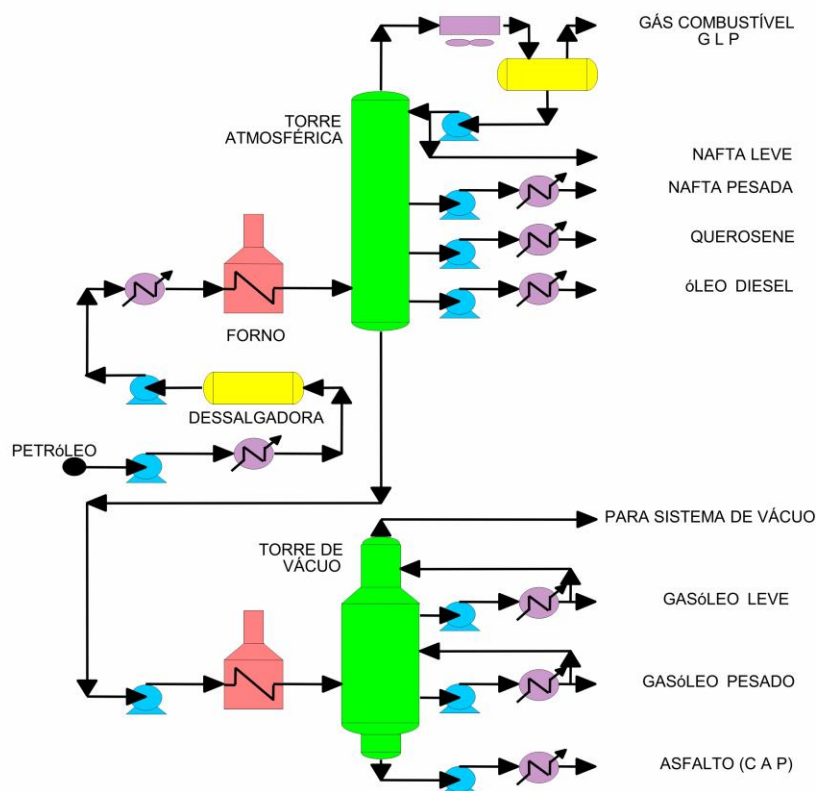 GÁS COMBUSTÍVEL
G L P
TORRE
ATMOSFÉRICA
NAFTA LEVE
NAFTA PESADA
QUEROSENE
óLEO DIESEL
FORNO
DESSALGADORA
PETRóLEO
PARA SISTEMA DE VÁCUO
TORRE DE
VÁCUO
GASóLEO LEVE
GASóLEO PESADO
ASFALTO (C A P)